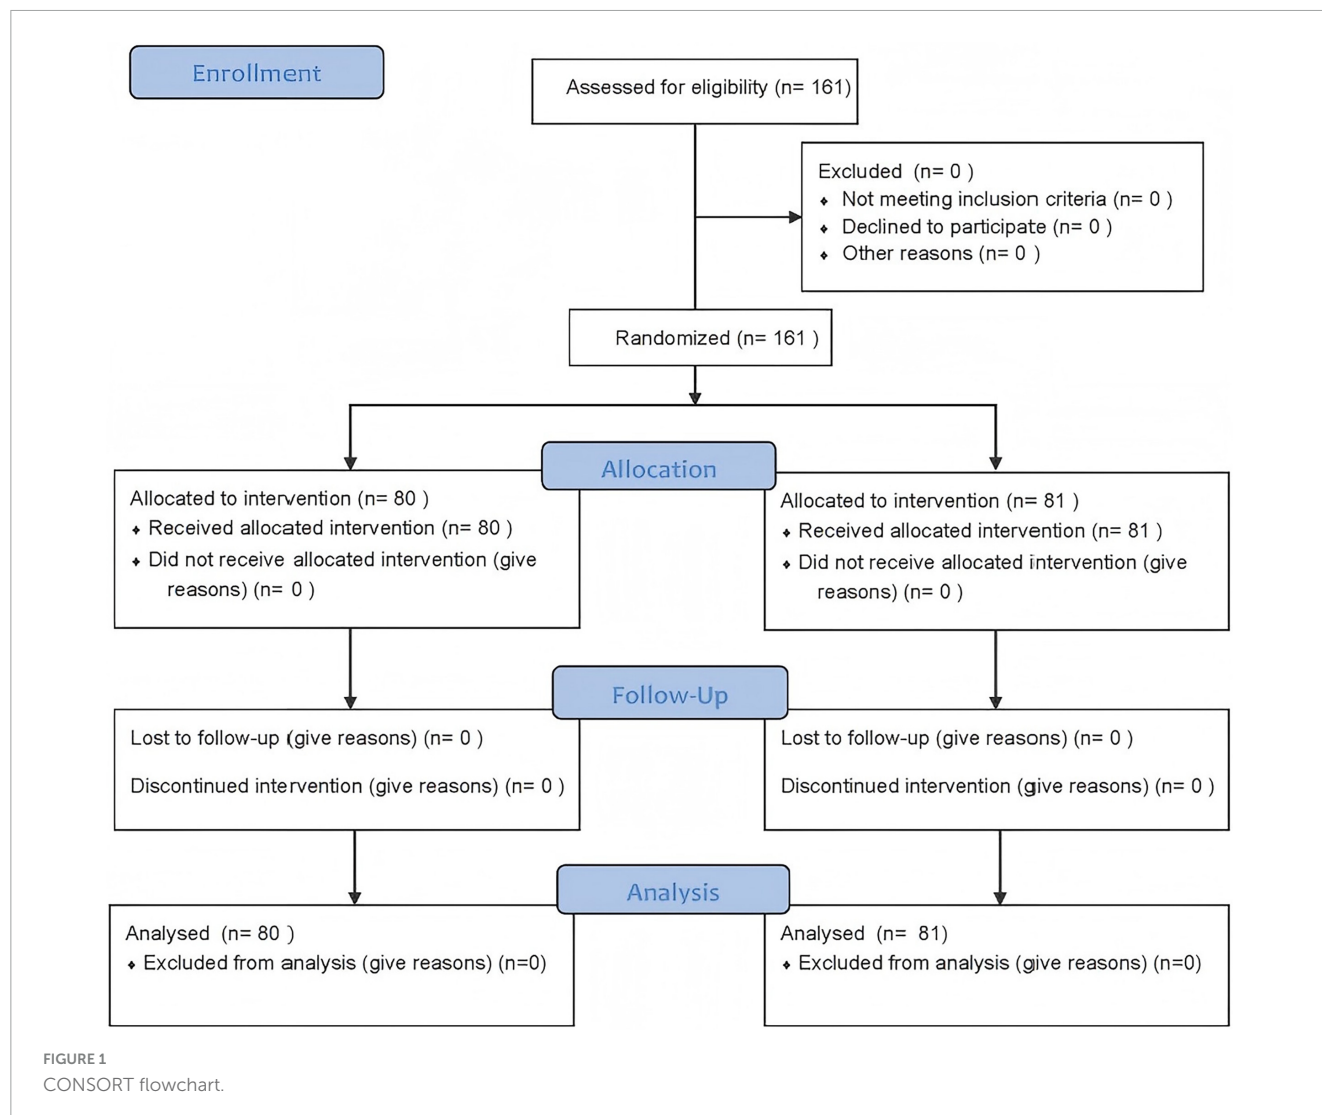 Enrollment
Assessed for eligibility (n= 161)
Excluded (n= 0 )
❖ Not meeting inclusion criteria (n= 0 )
❖ Declined to participate (n= 0 )
❖ Other reasons (n= 0 )
Randomized (n= 161 )
Allocation
Allocated to intervention (n= 80 )
❖ Received allocated intervention (n= 80 )
❖ Did not receive allocated intervention (give
reasons) (n= 0 )
Allocated to intervention (n= 81 )
❖ Received allocated intervention (n= 81 )
❖ Did not receive allocated intervention (give
reasons) (n= 0 )
Follow-Up
Lost to follow-up (give reasons) (n= 0 )
Discontinued intervention (give reasons) (n= 0 )
Lost to follow-up (give reasons) (n= 0 )
Discontinued intervention (give reasons) (n= 0 )
Analysis
Analysed (n= 80 )
❖ Excluded from analysis (give reasons) (n=0)
Analysed (n= 81)
❖ Excluded from analysis (give reasons) (n=0)
FIGURE 1
CONSORT flowchart.